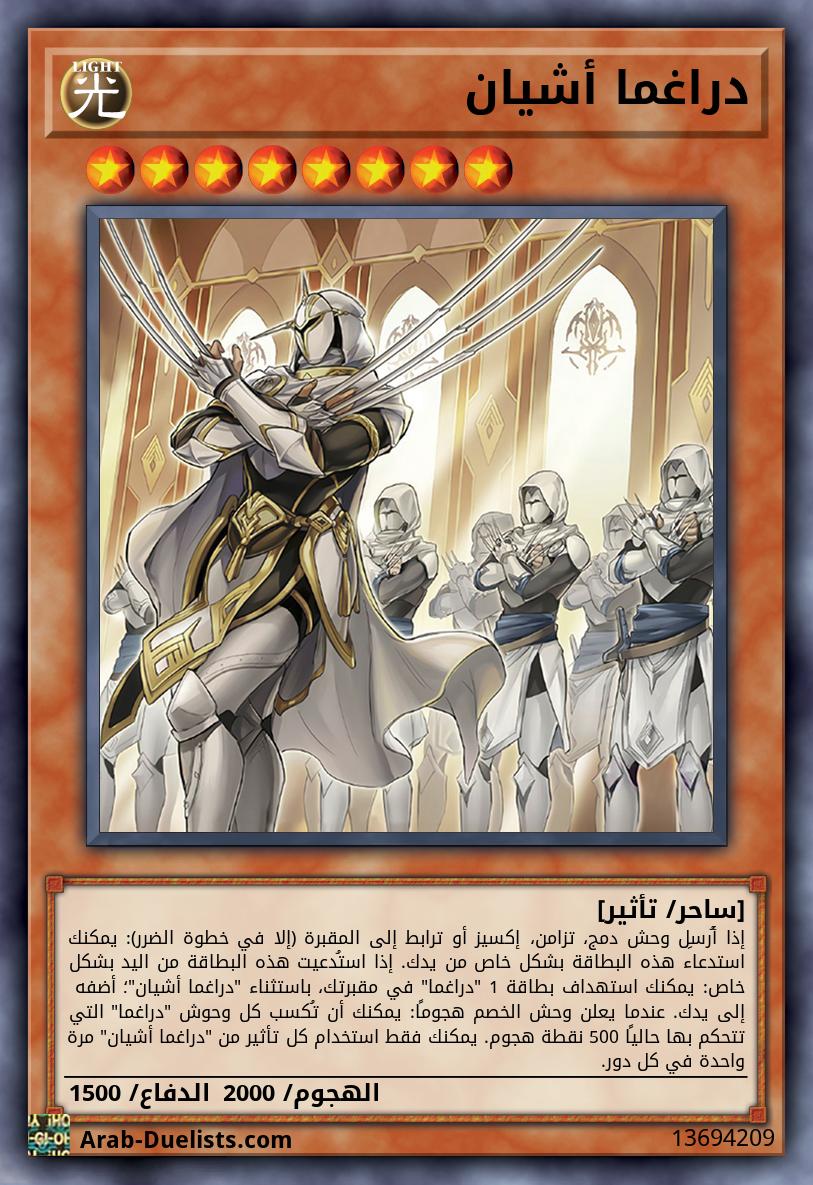 دراغما أشيان
LIGHT
光
[ساحر/ تأثير]
إذا أُرسل وحش دمج، تزامن، إكسيز أو ترابط إلى المقبرة (إلا في خطوة الضرر): يمكنك
استدعاء هذه البطاقة بشكل خاص من يدك. إذا استُدعيت هذه البطاقة من اليد بشكل
خاص: يمكنك استهداف بطاقة 1 "دراغما" في مقبرتك، باستثناء "دراغما أشيان"؛ أضفه
إلى يدك. عندما يعلن وحش الخصم هجوماً: يمكنك أن تُكسب كل وحوش "دراغما" التي
تتحكم بها حالياً 500 نقطة هجوم. يمكنك فقط استخدام كل تأثير من "دراغما أشيان" مرة
واحدة في كل دور.
الهجوم/ 2000 الدفاع/ 1500
Arab-Duelists.com
13694209